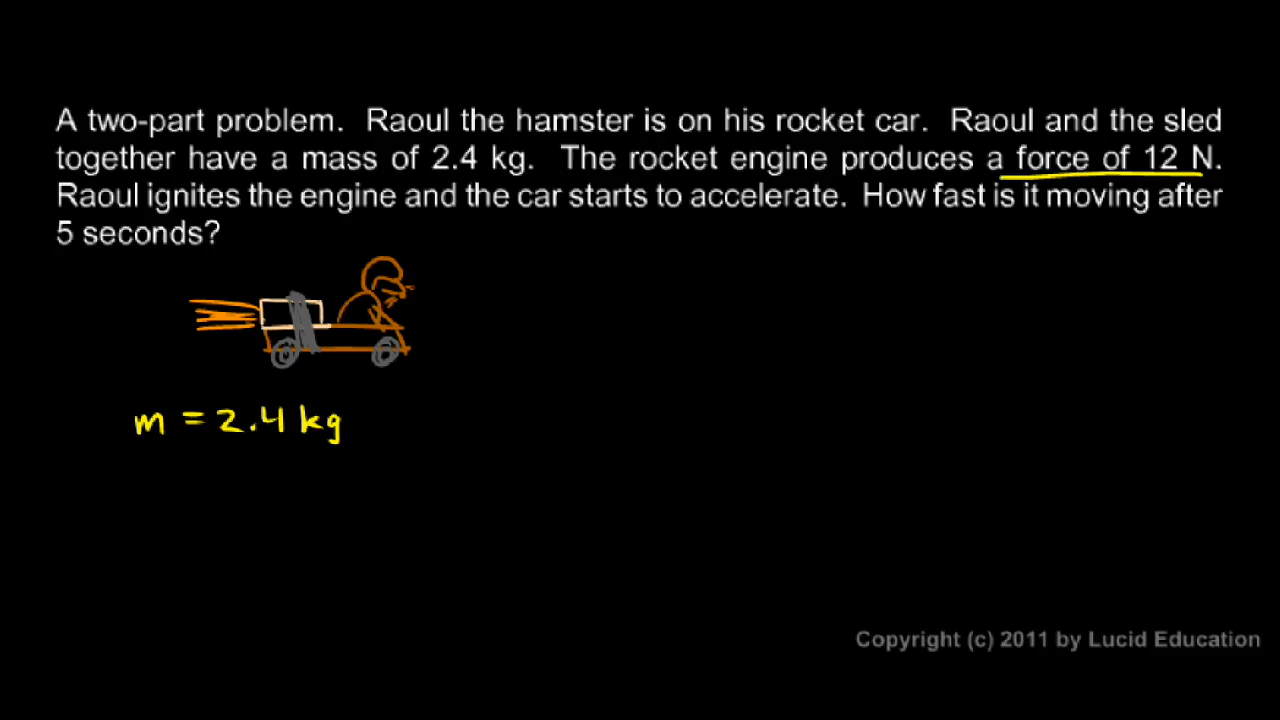 A two-part problem. Raoul the hamster is on his rocket car. Raoul and the sled
together have a mass of 2.4 kg. The rocket engine produces a force of 12 N.
Raoul ignites the engine and the car starts to accelerate. How fast is it moving after
5 seconds?
m = 2.4 kg
Copyright (c) 2011 by Lucid Education